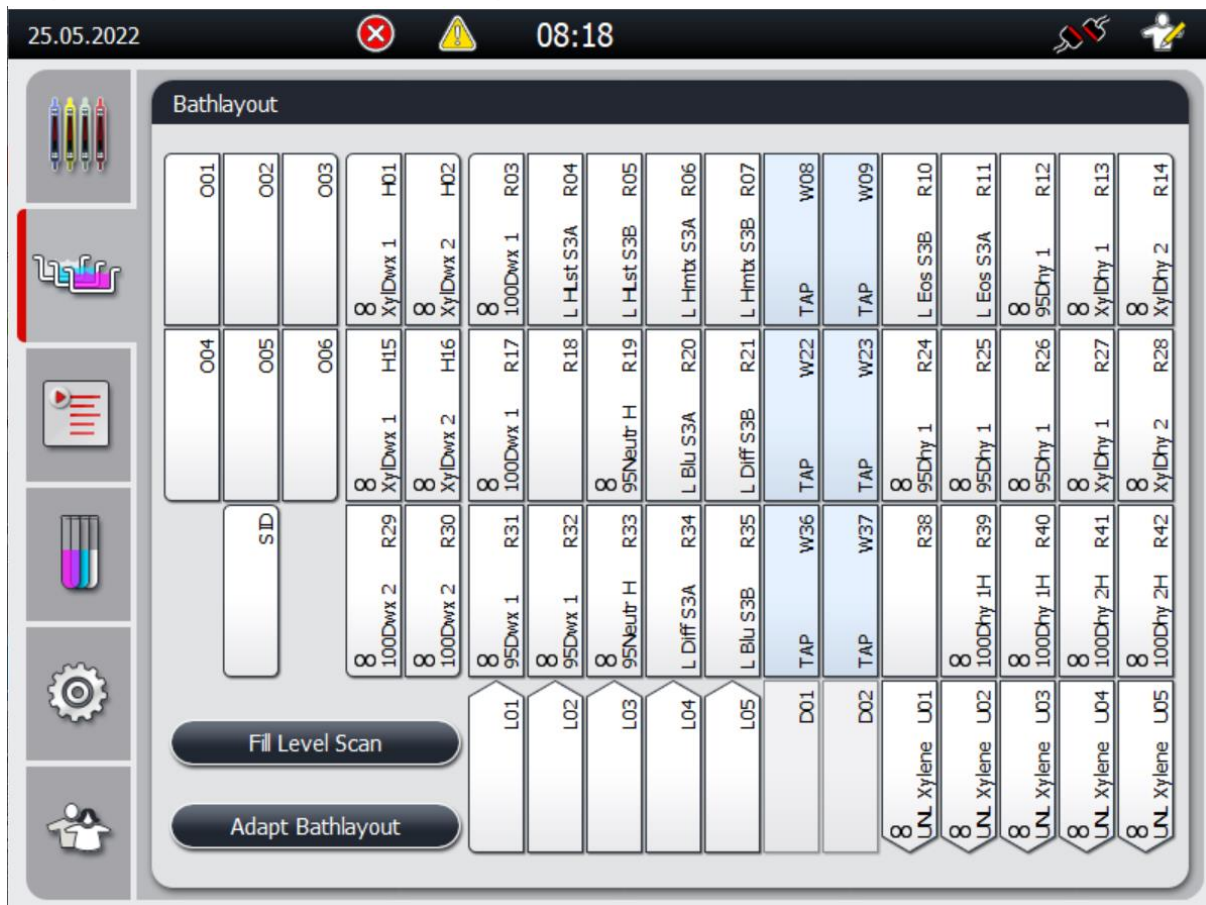 25.05.2022
08:18
Bathlayout
O01
O02
O03
XylDwx 1 H01
XylDwx 2 H02
100Dwx 1 R03
L HLst S3A R04
L HLst S3B R05
L Hmtx S3A R06
L Hmtx S3B R07
TAP W08
TAP W09
L Eos S3B R10
L Eos S3A R11
95Dhy 1 R12
XylDhy 1 R13
XylDhy 2 R14
O04
O05
O06
XylDwx 1 H15
XylDwx 2 H16
100Dwx 1 R17
R18
95Neutr H R19
L Blu S3A R20
L Diff S3B R21
TAP W22
TAP W23
95Dhy 1 R24
95Dhy 1 R25
95Dhy 1 R26
XylDhy 1 R27
XylDhy 2 R28
SID
100Dwx 2 R29
100Dwx 2 R30
95Dwx 1 R31
95Dwx 1 R32
95Neutr H R33
L Diff S3A R34
L Blu S3B R35
TAP W36
TAP W37
R38
100Dhy 1H R39
100Dhy 1H R40
100Dhy 2H R41
100Dhy 2H R42
L01
L02
L03
L04
L05
D01
D02
UNL Xylene U01
UNL Xylene U02
UNL Xylene U03
UNL Xylene U04
UNL Xylene U05
Fill Level Scan
Adapt Bathlayout